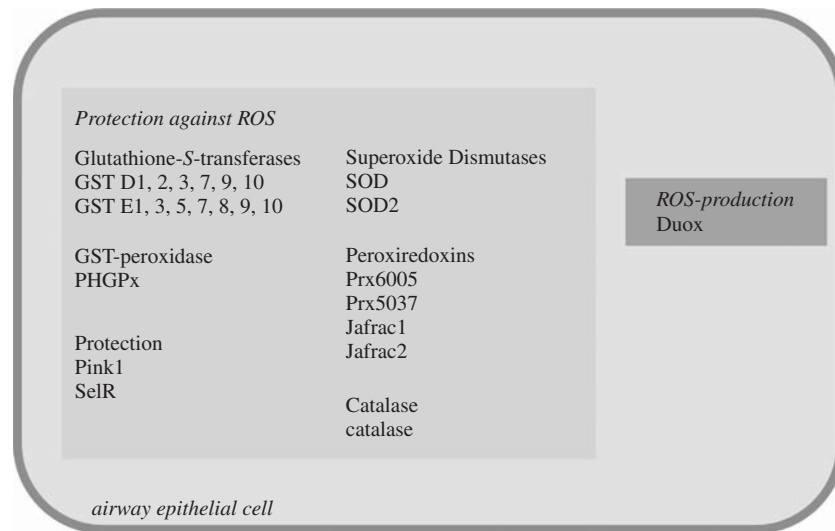 Protection against ROS
Glutathione-S-transferases
GST D1, 2, 3, 7, 9, 10
GST E1, 3, 5, 7, 8, 9, 10
GST-peroxidase
PHGPx
Protection
Pink1
SelR
Superoxide Dismutases
SOD
SOD2
Peroxiredoxins
Prx6005
Prx5037
Jafrac1
Jafrac2
Catalase
catalase
ROS-production
Duox
airway epithelial cell